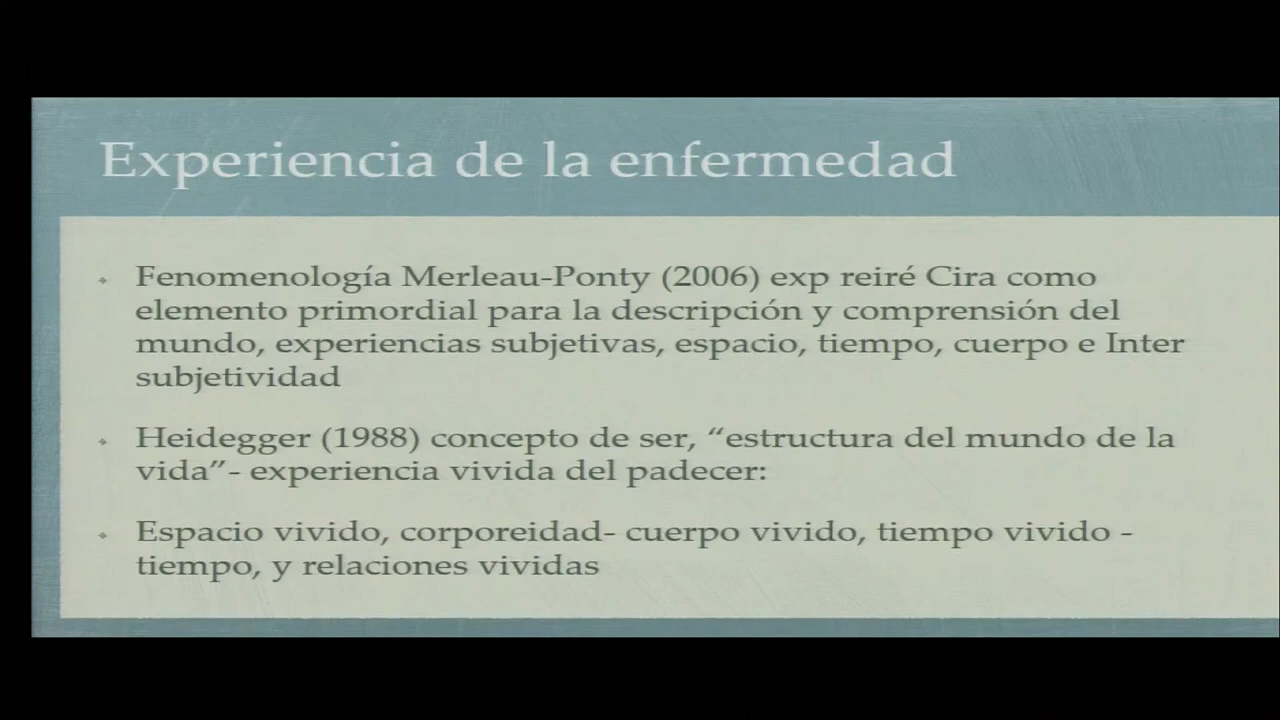 Experiencia de la enfermedad
Fenomenología Merleau-Ponty (2006) exp reiré Cira como
elemento primordial para la descripción y comprensión del
mundo, experiencias subjetivas, espacio, tiempo, cuerpo e Inter
subjetividad
Heidegger (1988) concepto de ser, “estructura del mundo de la
vida”- experiencia vivida del padecer:
Espacio vivido, corporeidad- cuerpo vivido, tiempo vivido -
tiempo, y relaciones vividas